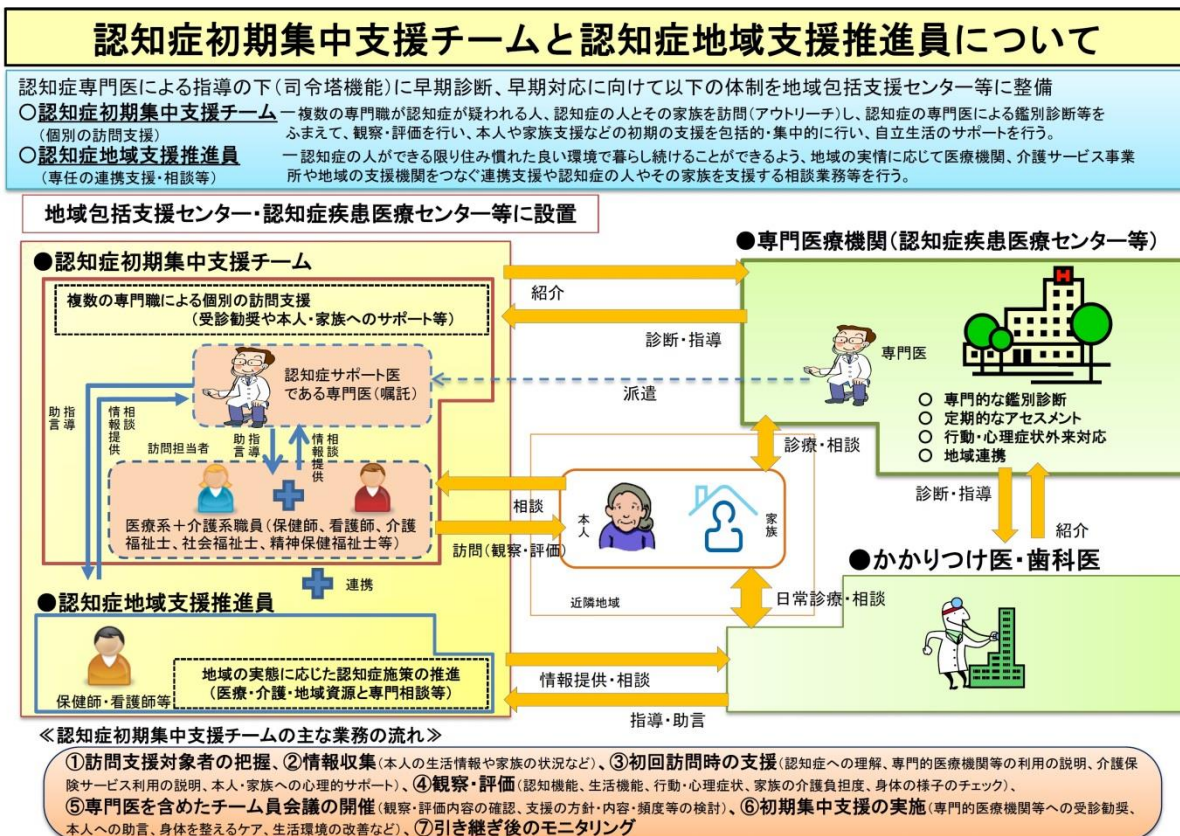 認知症初期集中支援チームと認知症地域支援推進員について
認知症専門医による指導の下(司令塔機能)に早期診断、早期対応に向けて以下の体制を地域包括支援センター等に整備
○認知症初期集中支援チーム ―複数の専門職が認知症が疑われる人、認知症の人とその家族を訪問(アウトリーチ)し、認知症の専門医による鑑別診断等を
(個別の訪問支援) ふまえて、観察・評価を行い、本人や家族支援などの初期の支援を包括的・集中的に行い、自立生活のサポートを行う。
○認知症地域支援推進員 ―認知症の人ができる限り住み慣れた良い環境で暮らし続けることができるよう、地域の実情に応じて医療機関、介護サービス事業
(専任の連携支援・相談等) 所や地域の支援機関をつなぐ連携支援や認知症の人やその家族を支援する相談業務等を行う。
地域包括支援センター・認知症疾患医療センター等に設置
●認知症初期集中支援チーム
複数の専門職による個別の訪問支援
(受診勧奨や本人・家族へのサポート等)
認知症サポート医
である専門医(嘱託)
指導
助言
相談
情報提供
訪問担当者
指導
助言
相談
情報提供
医療系+介護系職員(保健師、看護師、介護
福祉士、社会福祉士、精神保健福祉士等)
連携
●認知症地域支援推進員
地域の実態に応じた認知症施策の推進
(医療・介護・地域資源と専門相談等)
保健師・看護師等
紹介
診断・指導
派遣
相談
訪問(観察・評価)
本人
家族
近隣地域
診療・相談
日常診療・相談
情報提供・相談
指導・助言
●専門医療機関(認知症疾患医療センター等)
H
専門医
○ 専門的な鑑別診断
○ 定期的なアセスメント
○ 行動・心理症状外来対応
○ 地域連携
診断・指導
紹介
●かかりつけ医・歯科医
≪認知症初期集中支援チームの主な業務の流れ≫
①訪問支援対象者の把握、②情報収集(本人の生活情報や家族の状況など)、③初回訪問時の支援(認知症への理解、専門的医療機関等の利用の説明、介護保
険サービス利用の説明、本人・家族への心理的サポート)、④観察・評価(認知機能、生活機能、行動・心理症状、家族の介護負担度、身体の様子のチェック)、
⑤専門医を含めたチーム員会議の開催(観察・評価内容の確認、支援の方針・内容・頻度等の検討)、⑥初期集中支援の実施(専門的医療機関等への受診勧奨、
本人への助言、身体を整えるケア、生活環境の改善など)、⑦引き継ぎ後のモニタリング